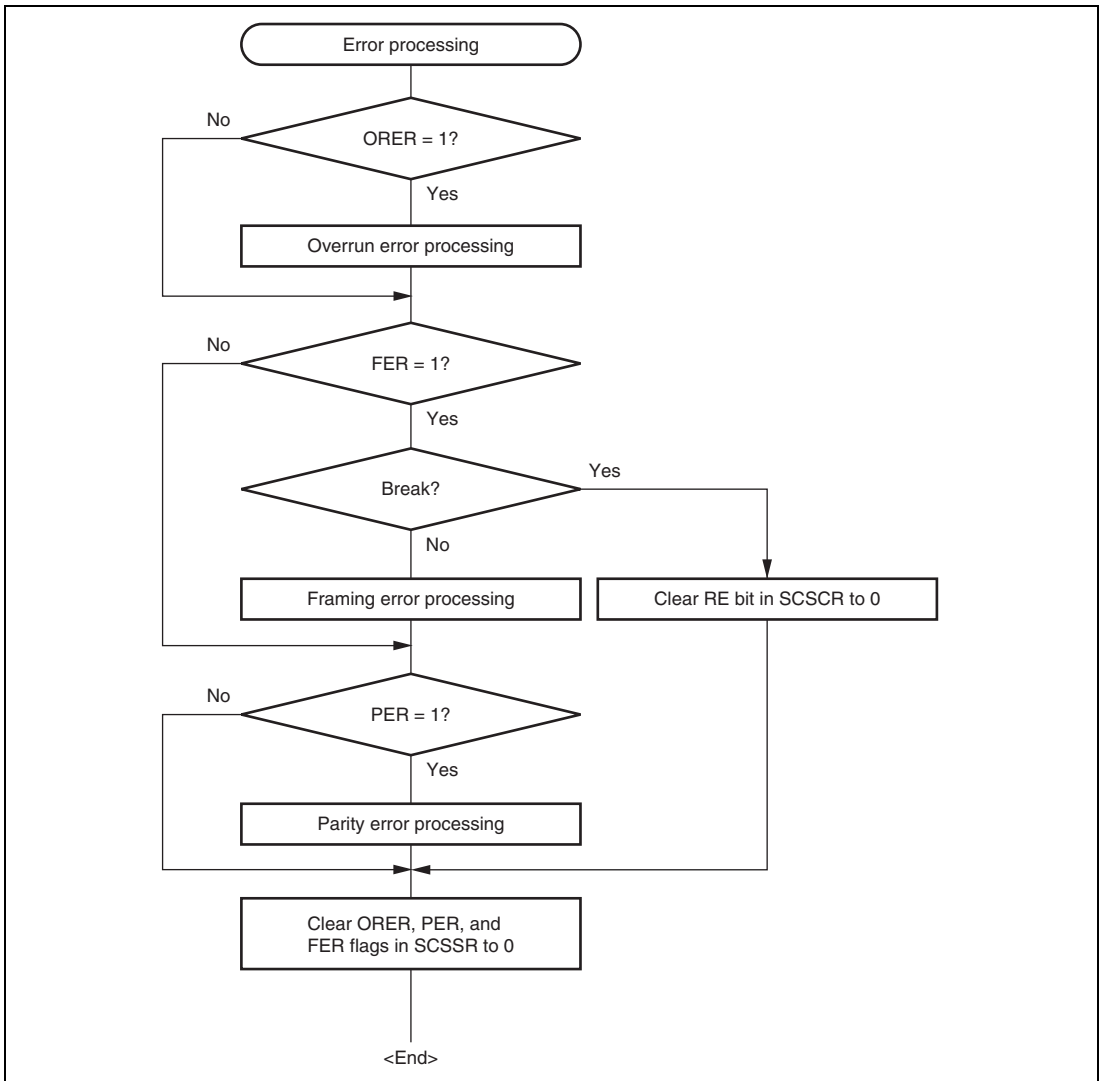 Error processing
No
ORER = 1?
Yes
Overrun error processing
No
FER = 1?
Yes
Yes
Break?
No
Framing error processing
Clear RE bit in SCSCR to 0
No
PER = 1?
Yes
Parity error processing
Clear ORER, PER, and
FER flags in SCSSR to 0
<End>